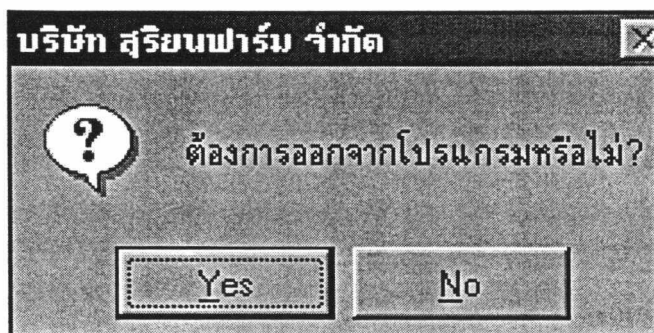 บริษัท สุริยนฟาร์ม จำกัด
?
ต้องการออกจากโปรแกรมหรือไม่?
Yes
No